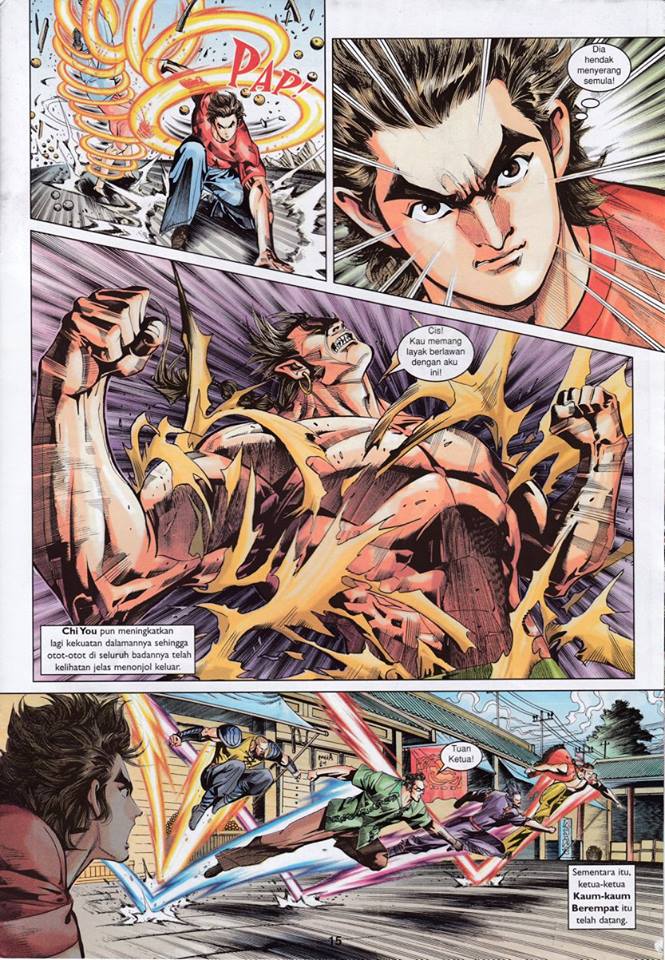 PAP!
Dia
hendak
menyerang
semula!
Cis!
Kau memang
layak berlawan
dengan aku
ini!
Chi You pun meningkatkan
lagi kekuatan dalamannya sehingga
otot-otot di seluruh badannya telah
kelihatan jelas menonjol keluar.
Tuan
Ketua!
Sementara itu,
ketua-ketua
Kaum-kaum
Berempat itu
telah datang.
15